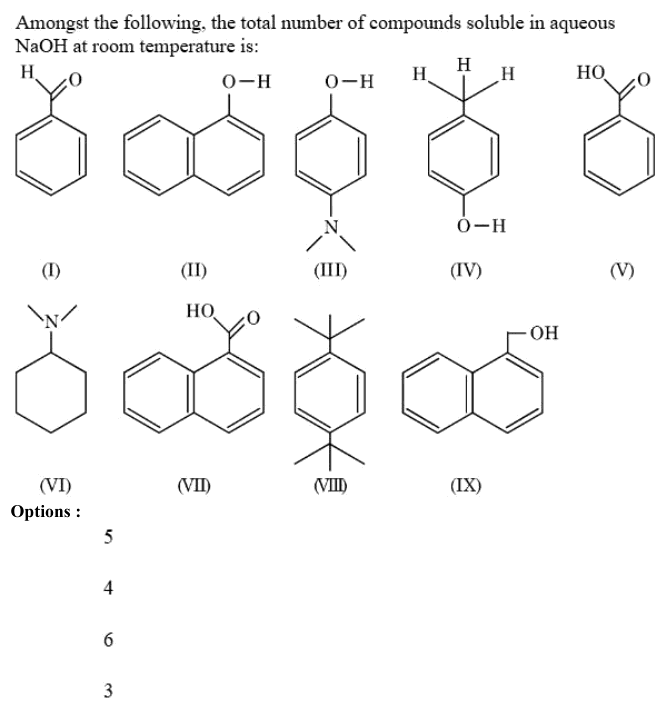 Amongst the following, the total number of compounds soluble in aqueous
NaOH at room temperature is:
H O O-H O-H H H H HO O
N O-H
(I) (II) (III) (IV) (V)
N HO O OH
(VI) (VII) (VIII) (IX)
Options :
5
4
6
3